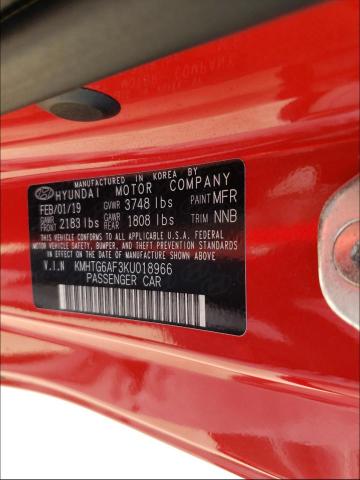 MANUFACTURED IN KOREA BY
HYUNDAI MOTOR COMPANY
FEB/01/19 GVWR 3748 lbs PAINT MFR
GAWR FRONT 2183 lbs GAWR REAR 1808 lbs TRIM NNB
THIS VEHICLE CONFORMS TO ALL APPLICABLE U.S.A. FEDERAL
MOTOR VEHICLE SAFETY, BUMPER, AND THEFT PREVENTION STANDARDS
IN EFFECT ON THE DATE OF MANUFACTURE SHOWN ABOVE.
V.I.N KMHTG6AF3KU018966
PASSENGER CAR